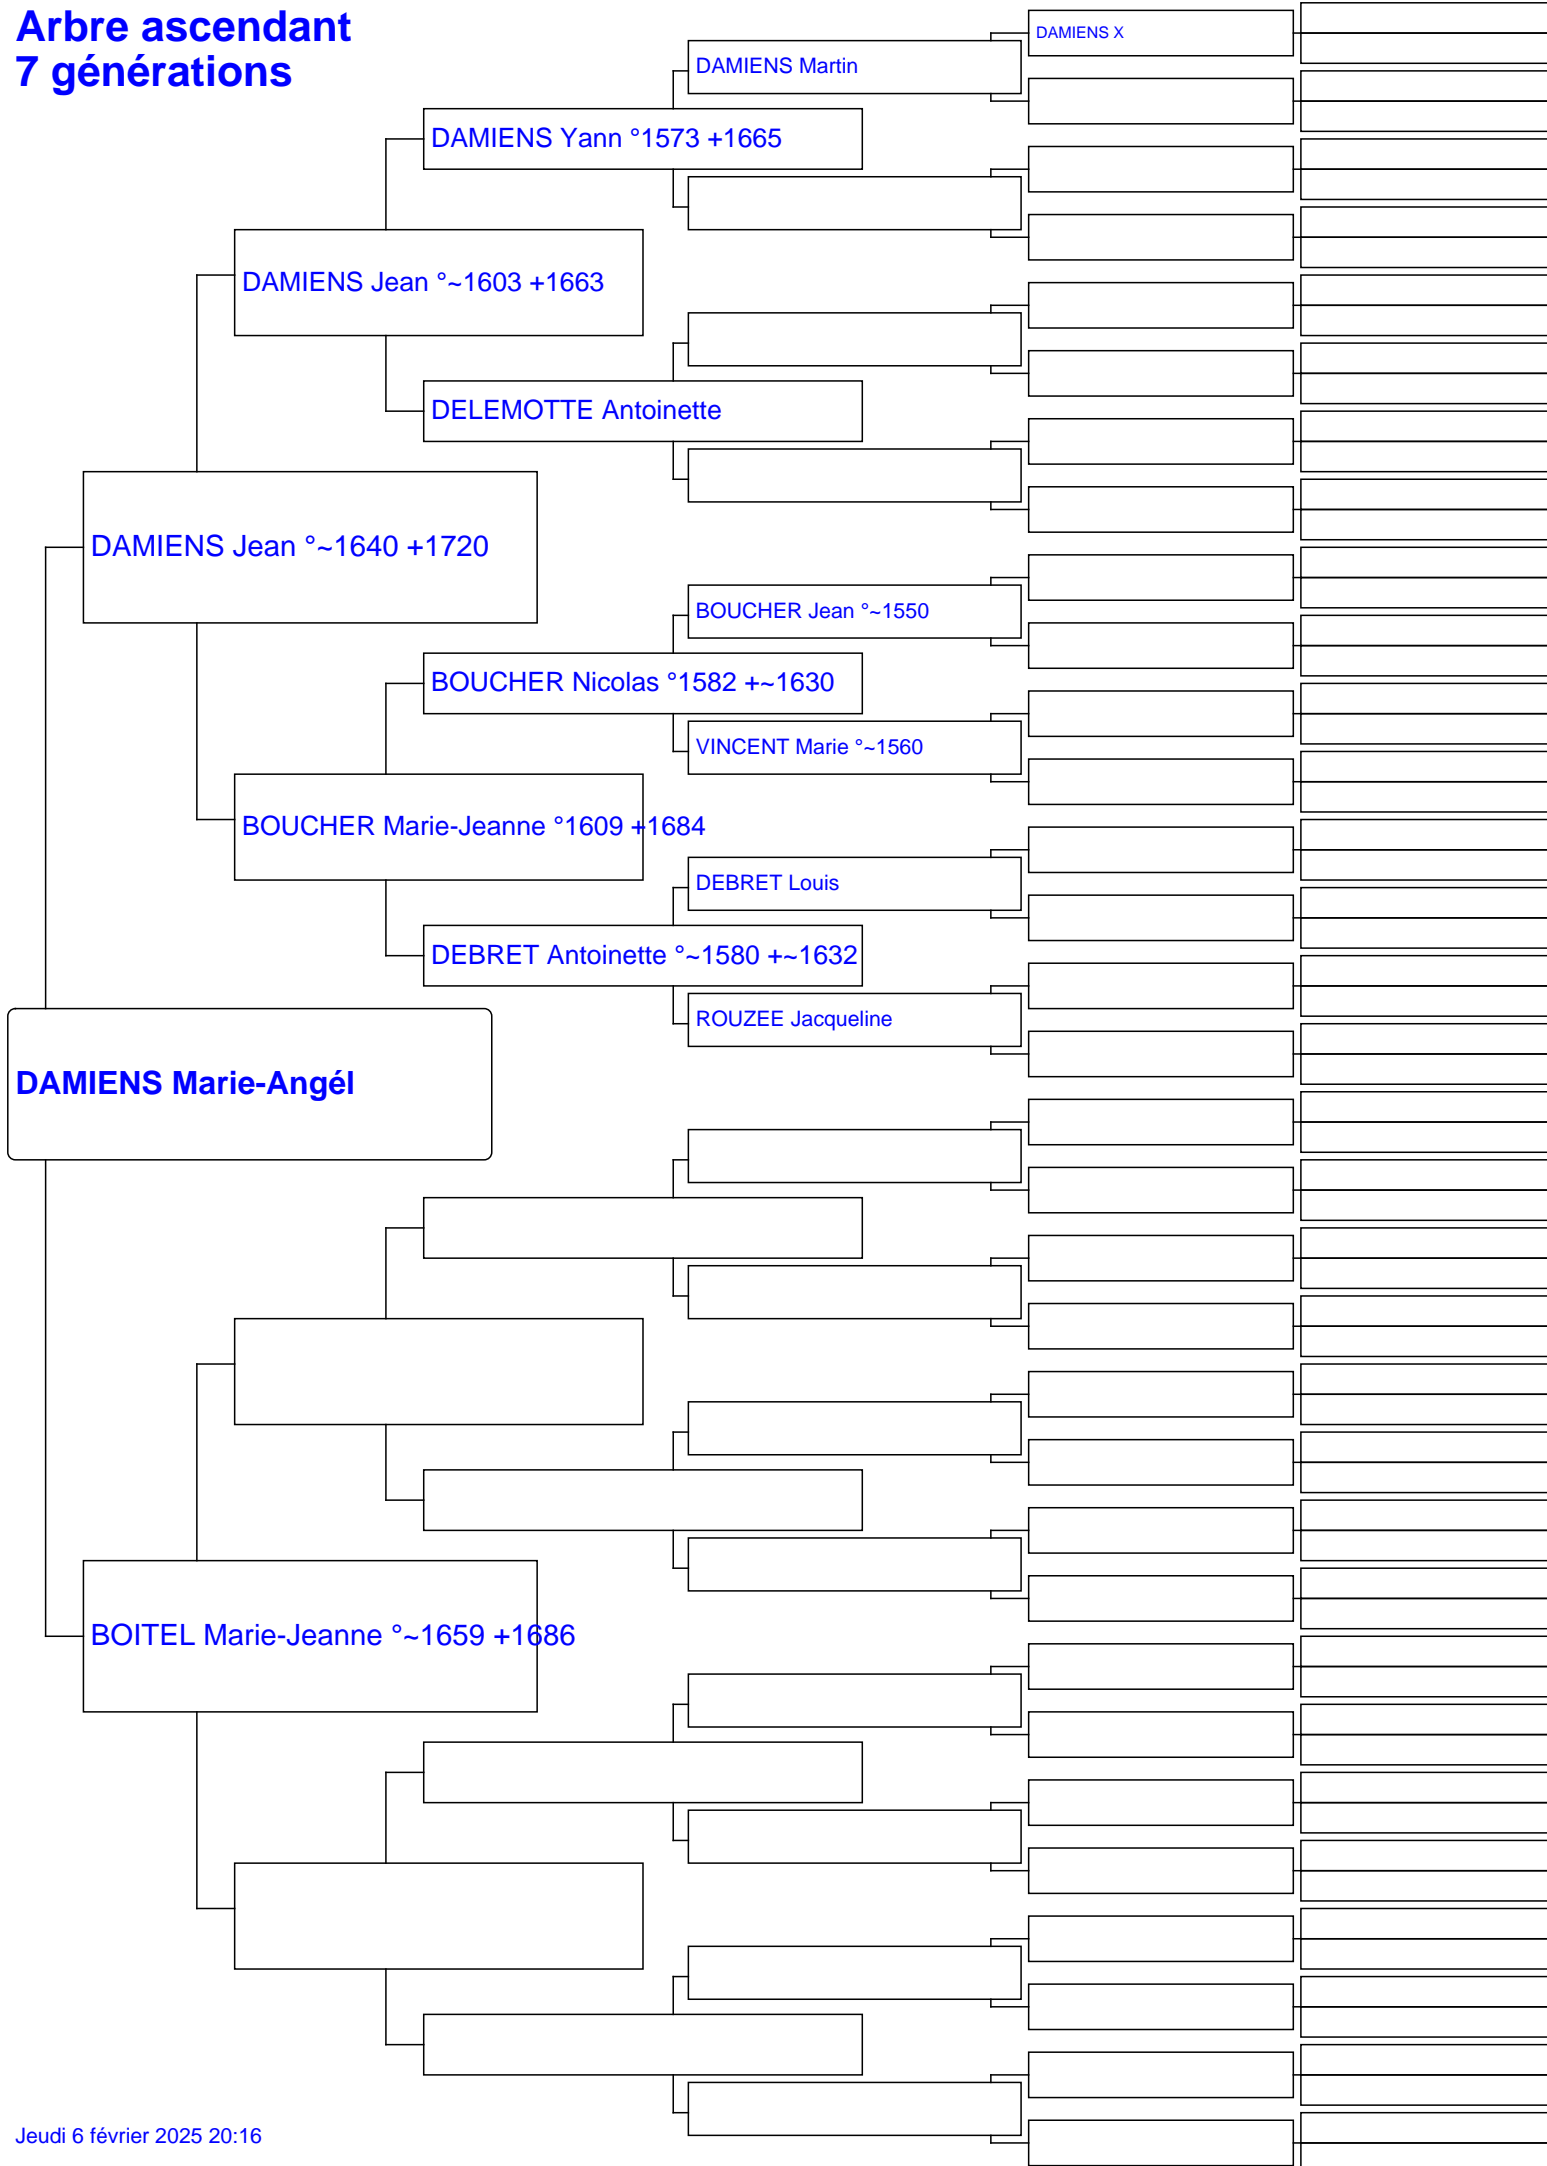 Arbre ascendant
7 générations
DAMIENS X
DAMIENS Martin
DAMIENS Yann °1573 +1665
DAMIENS Jean °~1603 +1663
DELEMOTTE Antoinette
DAMIENS Jean °~1640 +1720
BOUCHER Jean °~1550
BOUCHER Nicolas °1582 +~1630
VINCENT Marie °~1560
BOUCHER Marie-Jeanne °1609 +1684
DEBRET Louis
DEBRET Antoinette °~1580 +~1632
ROUZEE Jacqueline
DAMIENS Marie-Angél
BOITEL Marie-Jeanne °~1659 +1686
Jeudi 6 février 2025 20:16